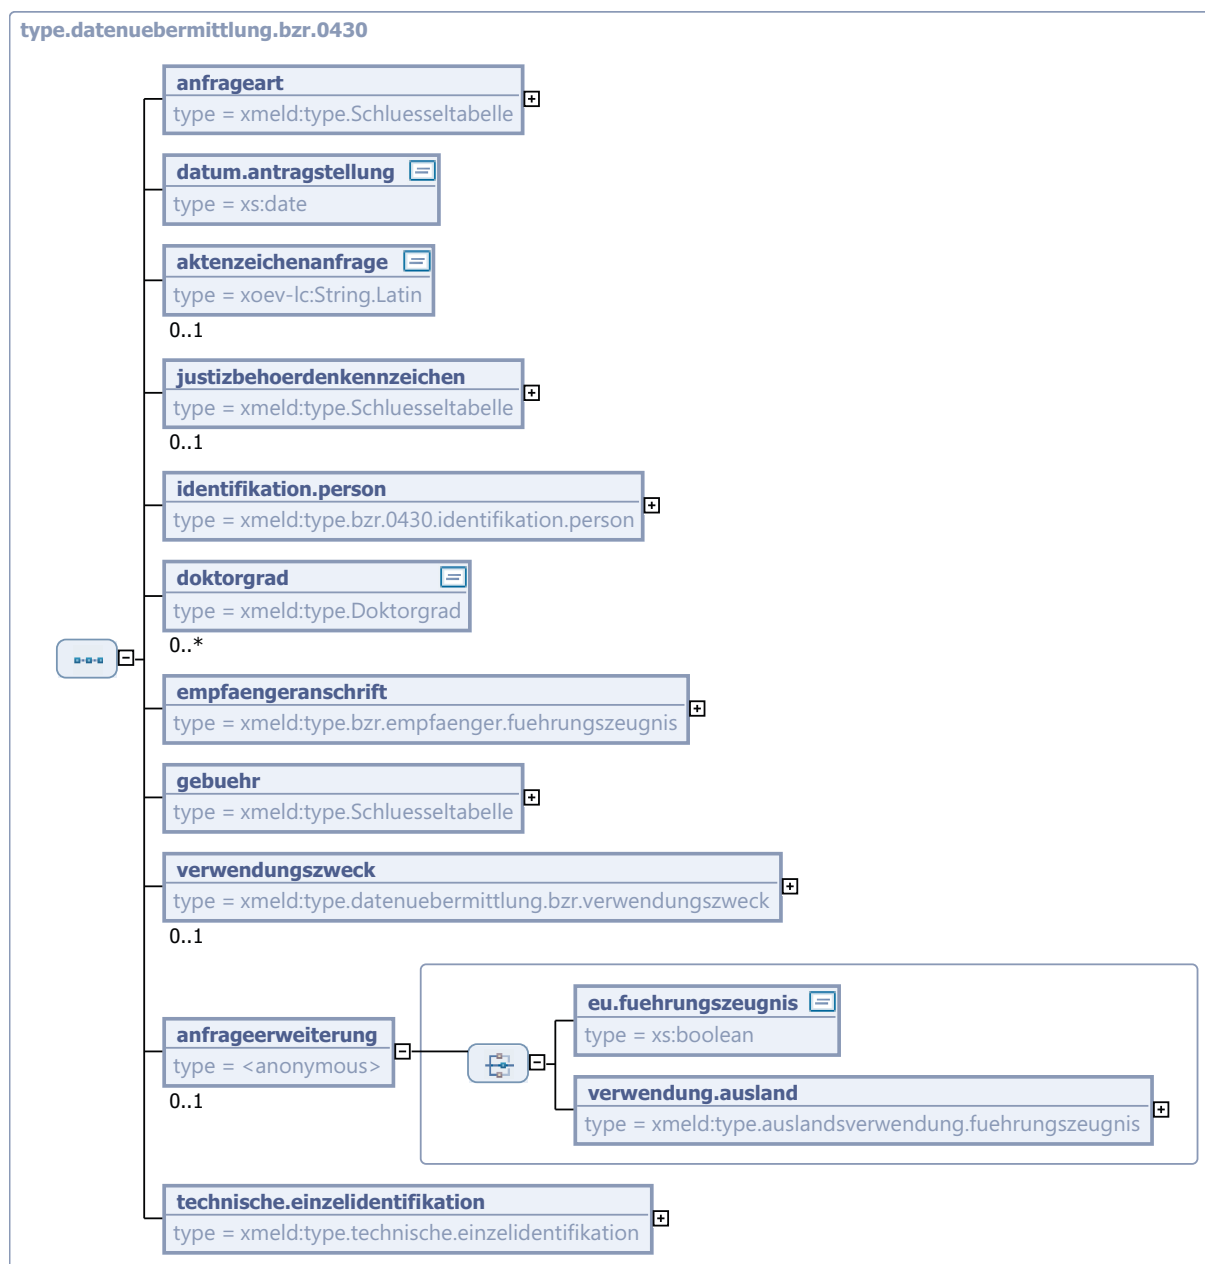 type.datenuebermittlung.bzr.0430
anfrageart
type = xmeld:type.Schluesseltabelle
datum.antragstellung
type = xs:date
aktenzeichenanfrage
type = xoev-lc:String.Latin
0..1
justizbehoerdenkennzeichen
type = xmeld:type.Schluesseltabelle
0..1
identifikation.person
type = xmeld:type.bzr.0430.identifikation.person
doktorgrad
type = xmeld:type.Doktorgrad
0..*
empfaengeranschrift
type = xmeld:type.bzr.empfaenger.fuehrungszeugnis
gebuehr
type = xmeld:type.Schluesseltabelle
verwendungszweck
type = xmeld:type.datenuebermittlung.bzr.verwendungszweck
0..1
anfrageerweiterung
type = <anonymous>
0..1
eu.fuehrungszeugnis
type = xs:boolean
verwendung.ausland
type = xmeld:type.auslandsverwendung.fuehrungszeugnis
technische.einzelidentifikation
type = xmeld:type.technische.einzelidentifikation